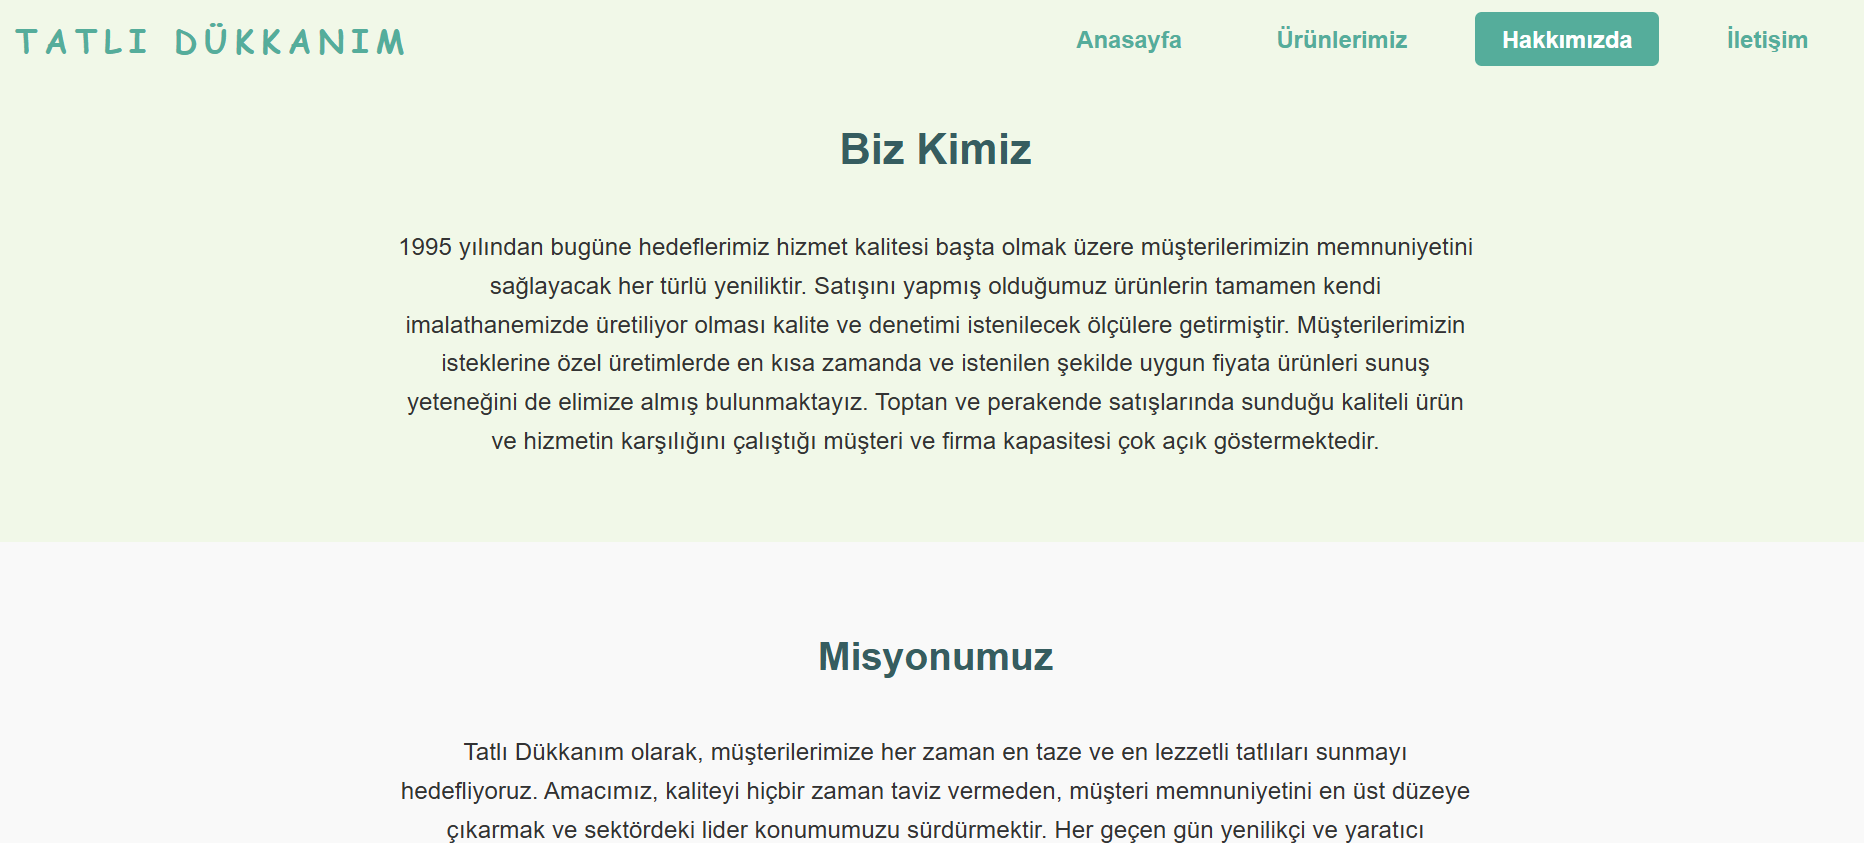 TATLI DÜKKANIM
Anasayfa Ürünlerimiz Hakkımızda İletişim
Biz Kimiz
1995 yılından bugüne hedeflerimiz hizmet kalitesi başta olmak üzere müşterilerimizin memnuniyetini
sağlayacak her türlü yeniliktir. Satışını yapmış olduğumuz ürünlerin tamamen kendi
imalathanemizde üretiliyor olması kalite ve denetimi istenilecek ölçülere getirmiştir. Müşterilerimizin
isteklerine özel üretimlerde en kısa zamanda ve istenilen şekilde uygun fiyata ürünleri sunuş
yeteneğini de elimize almış bulunmaktayız. Toptan ve perakende satışlarında sunduğu kaliteli ürün
ve hizmetin karşılığını çalıştığı müşteri ve firma kapasitesi çok açık göstermektedir.
Misyonumuz
Tatlı Dükkanım olarak, müşterilerimize her zaman en taze ve en lezzetli tatlıları sunmayı
hedefliyoruz. Amacımız, kaliteyi hiçbir zaman taviz vermeden, müşteri memnuniyetini en üst düzeye
çıkarmak ve sektördeki lider konumumuzu sürdürmektir. Her geçen gün yenilikçi ve yaratıcı